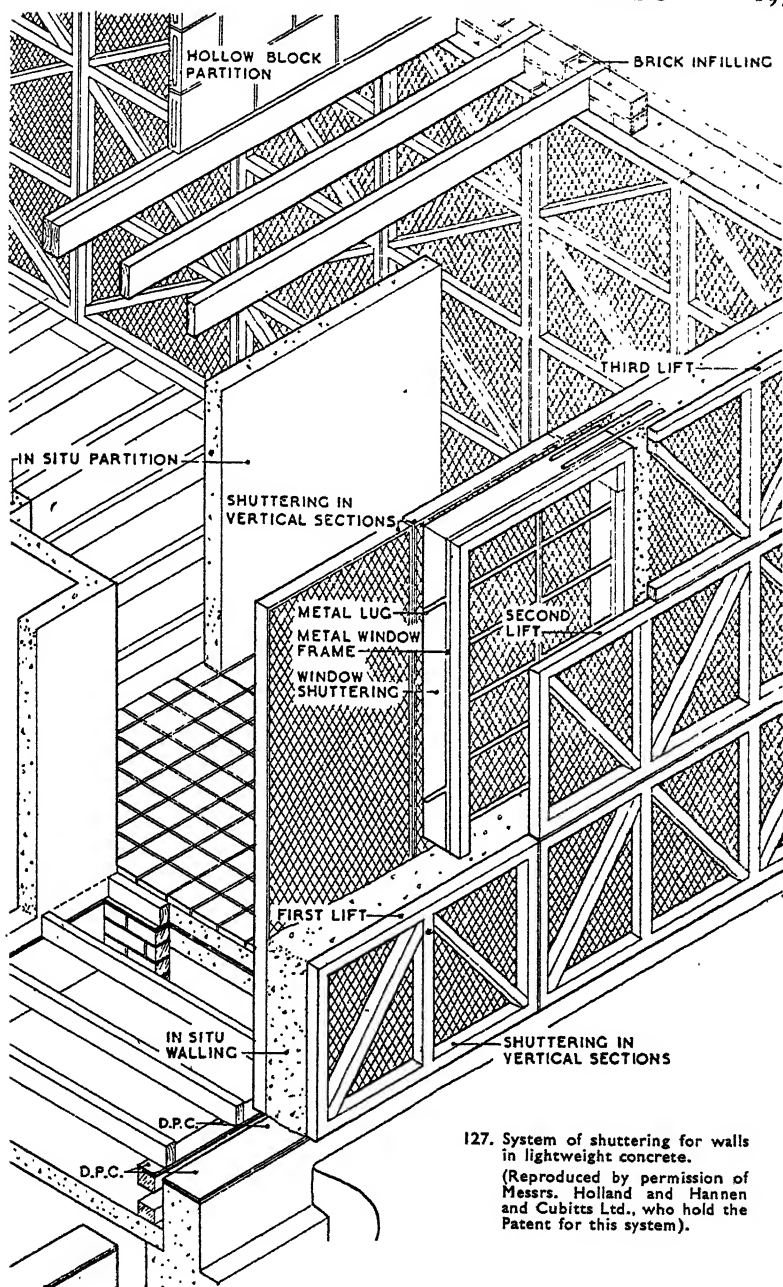 HOLLOW BLOCK
PARTITION
BRICK INFILLING
THIRD LIFT
IN SITU PARTITION
SHUTTERING IN
VERTICAL SECTIONS
METAL LUG
METAL WINDOW
FRAME
WINDOW
SHUTTERING
SECOND
LIFT
FIRST LIFT
IN SITU
WALLING
SHUTTERING IN
VERTICAL SECTIONS
D.P.C.
D.P.C.
127. System of shuttering for walls
in lightweight concrete.
(Reproduced by permission of
Messrs. Holland and Hannen
and Cubitts Ltd., who hold the
Patent for this system).